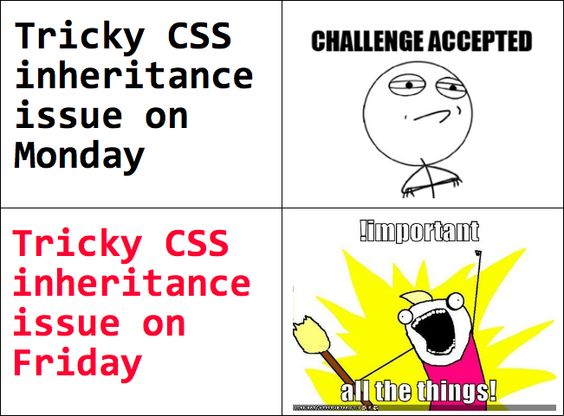 Tricky CSS
inheritance
issue on
Monday
CHALLENGE ACCEPTED
Tricky CSS
inheritance
issue on
Friday
!important
all the things!